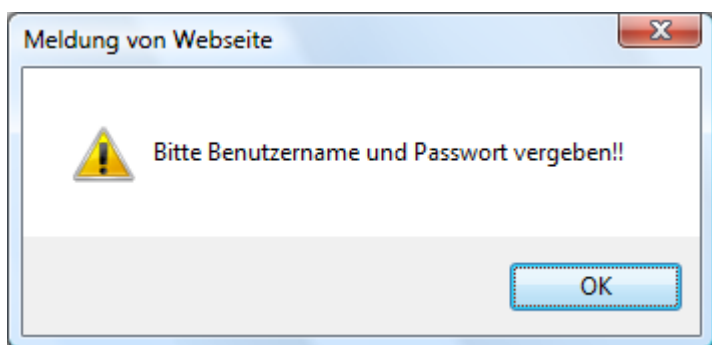 Meldung von Webseite
Bitte Benutzername und Passwort vergeben!!
OK